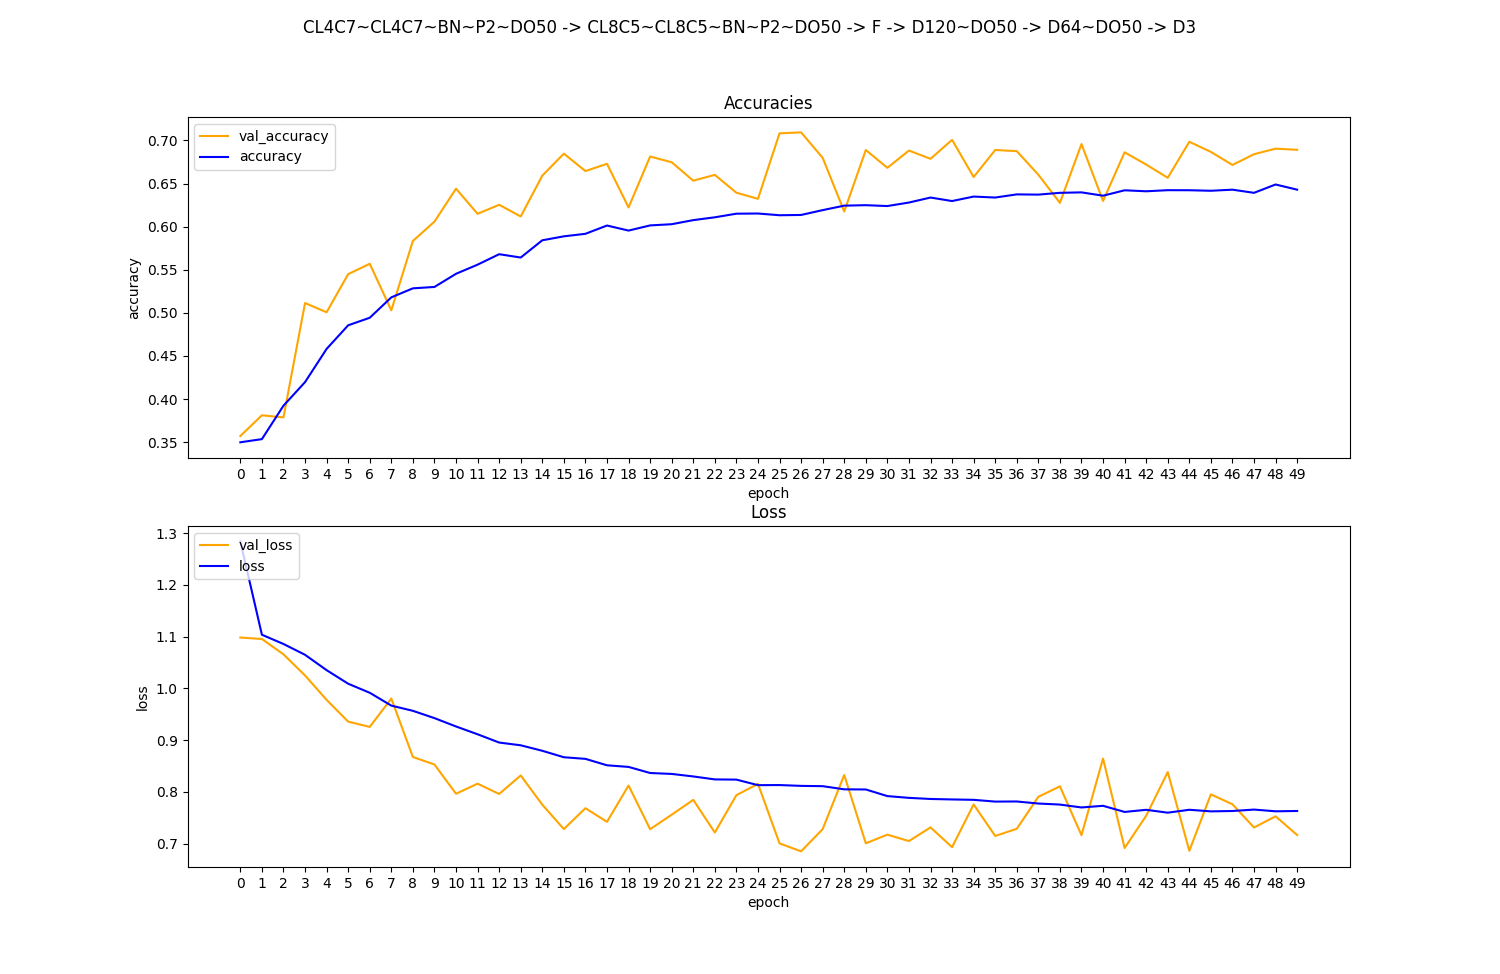 CL4C7~CL4C7~BN~P2~DO50 -> CL8C5~CL8C5~BN~P2~DO50 -> F -> D120~DO50 -> D64~DO50 -> D3
Accuracies
val_accuracy
accuracy
0.70
0.65
0.60
0.55
0.50
0.45
0.40
0.35
accuracy
0 1 2 3 4 5 6 7 8 9 10 11 12 13 14 15 16 17 18 19 20 21 22 23 24 25 26 27 28 29 30 31 32 33 34 35 36 37 38 39 40 41 42 43 44 45 46 47 48 49
epoch
Loss
val_loss
loss
1.3
1.2
1.1
1.0
0.9
0.8
0.7
loss
0 1 2 3 4 5 6 7 8 9 10 11 12 13 14 15 16 17 18 19 20 21 22 23 24 25 26 27 28 29 30 31 32 33 34 35 36 37 38 39 40 41 42 43 44 45 46 47 48 49
epoch